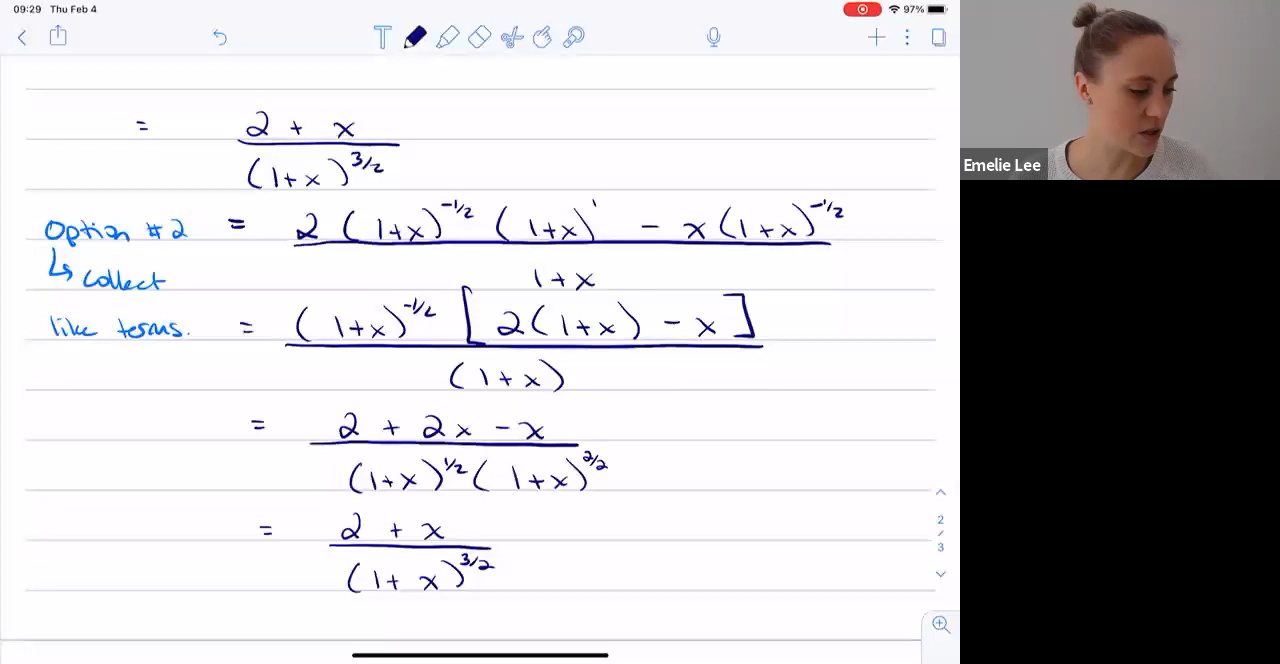 09:29 Thu Feb 4
97%
= 2 + x
(1+x)^3/2
Option #2 = 2 (1+x)^-1/2 (1+x)^1 - x(1+x)^-1/2
↳ collect
1+x
like terms. = (1+x)^-1/2 [2(1+x) - x]
(1+x)
= 2 + 2x - x
(1+x)^1/2 (1+x)^2/2
= 2 + x
(1+x)^3/2
2
/
3
T
Emelie Lee